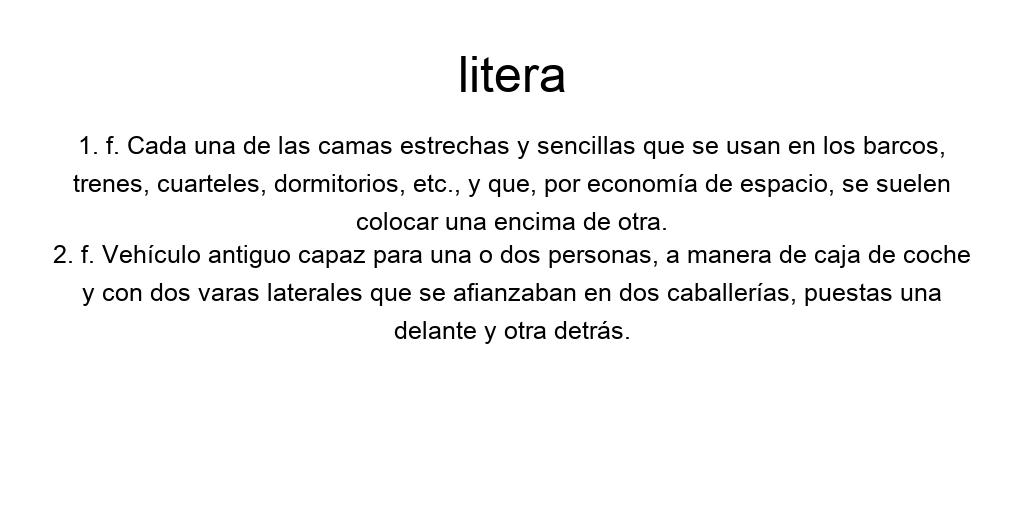 litera
1. f. Cada una de las camas estrechas y sencillas que se usan en los barcos,
trenes, cuarteles, dormitorios, etc., y que, por economía de espacio, se suelen
colocar una encima de otra.
2. f. Vehículo antiguo capaz para una o dos personas, a manera de caja de coche
y con dos varas laterales que se afianzaban en dos caballerías, puestas una
delante y otra detrás.